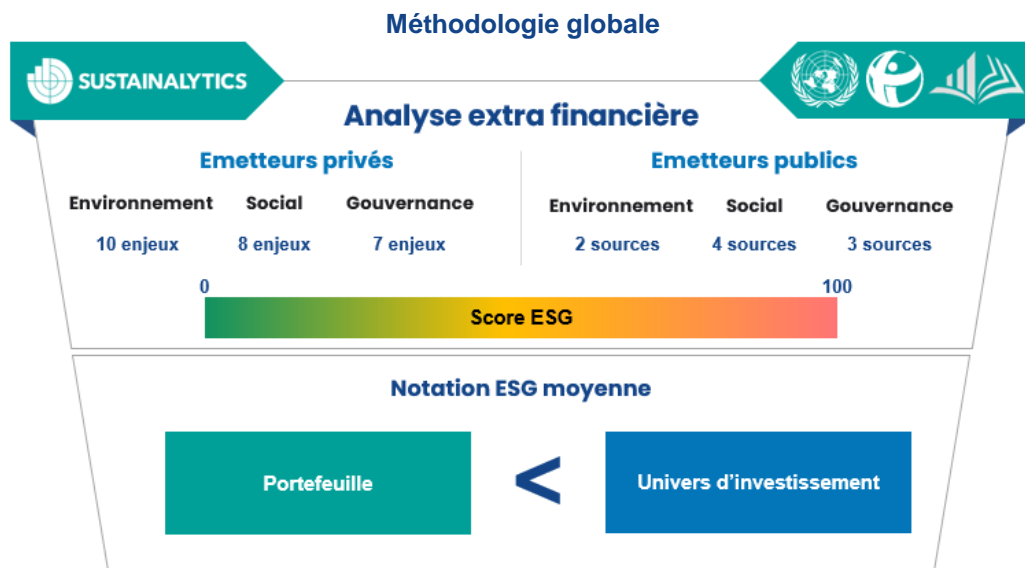 Méthodologie globale
SUSTAINALYTICS
Analyse extra financière
Emetteurs privés
Emetteurs publics
Environnement Social Gouvernance
Environnement Social Gouvernance
10 enjeux 8 enjeux 7 enjeux
2 sources 4 sources 3 sources
0 100
Score ESG
Notation ESG moyenne
Portefeuille < Univers d'investissement